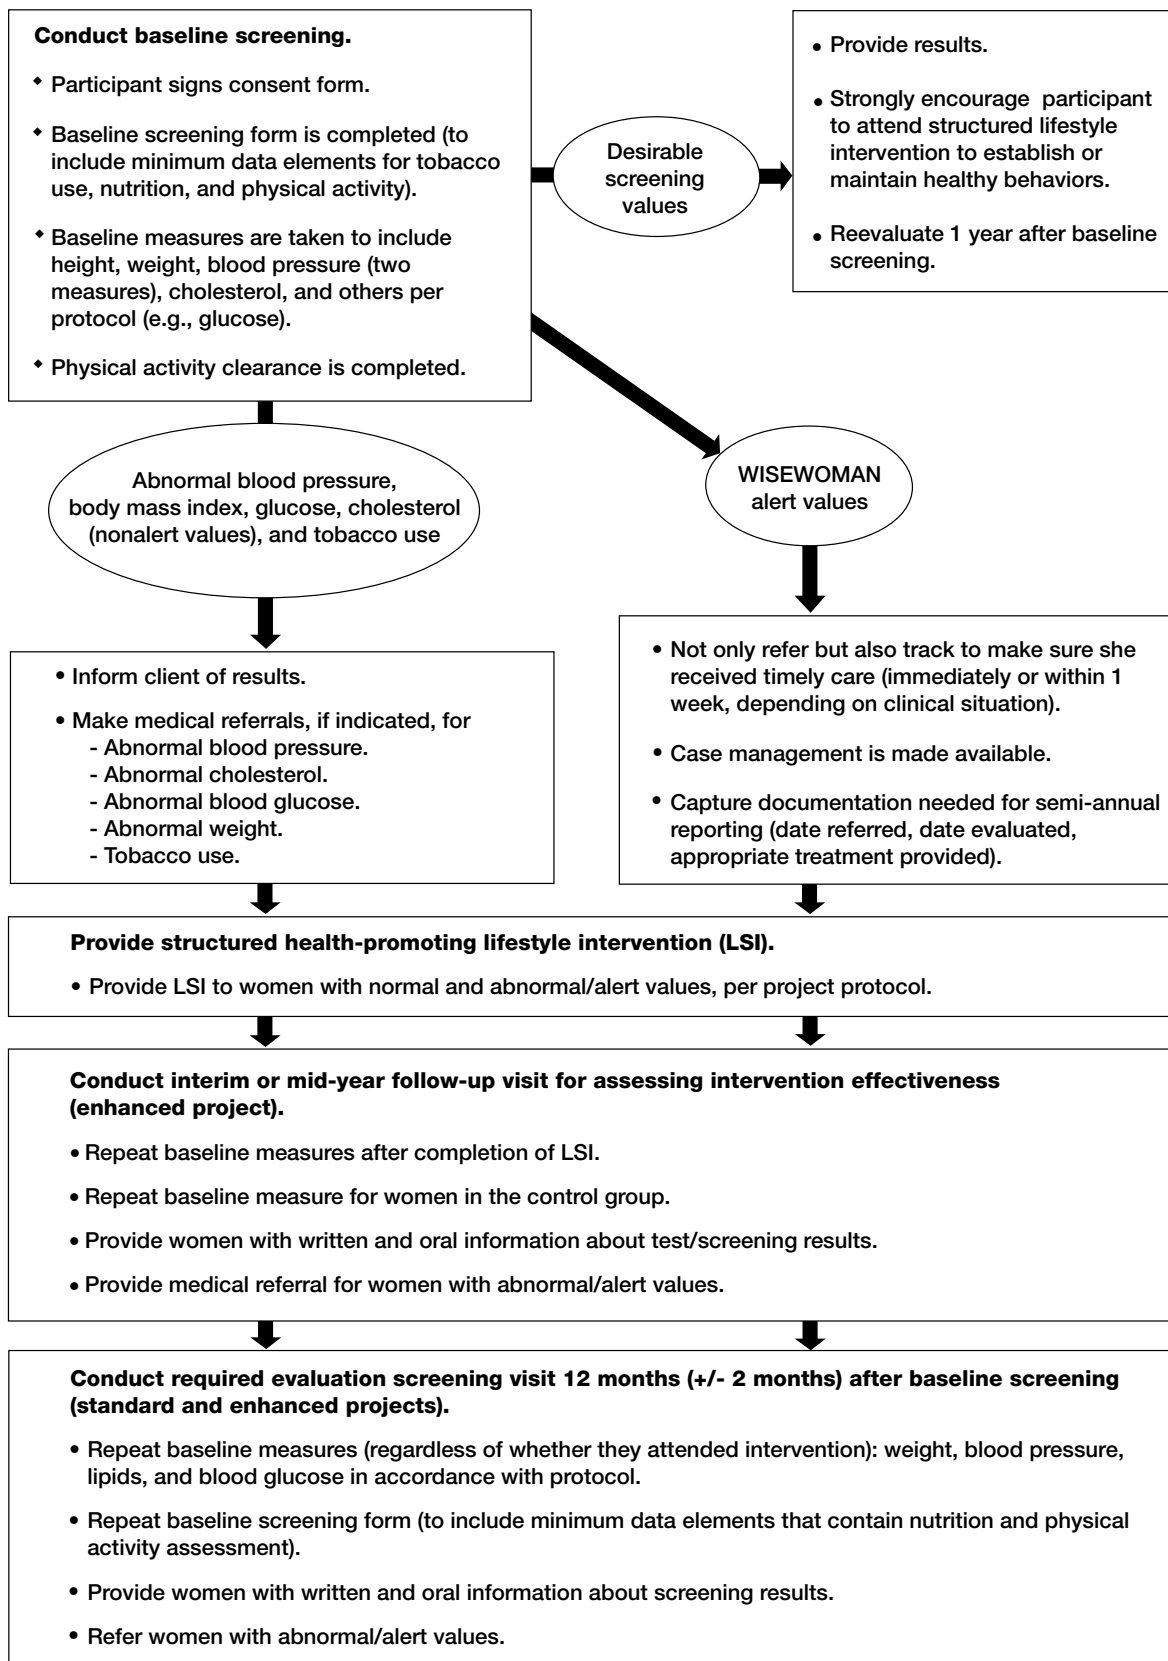 Conduct baseline screening.
◆ Participant signs consent form.
◆ Baseline screening form is completed (to
include minimum data elements for tobacco
use, nutrition, and physical activity).
◆ Baseline measures are taken to include
height, weight, blood pressure (two
measures), cholesterol, and others per
protocol (e.g., glucose).
◆ Physical activity clearance is completed.
Desirable
screening
values
• Provide results.
• Strongly encourage participant
to attend structured lifestyle
intervention to establish or
maintain healthy behaviors.
• Reevaluate 1 year after baseline
screening.
Abnormal blood pressure,
body mass index, glucose, cholesterol
(nonalert values), and tobacco use
WISEWOMAN
alert values
• Inform client of results.
• Make medical referrals, if indicated, for
- Abnormal blood pressure.
- Abnormal cholesterol.
- Abnormal blood glucose.
- Abnormal weight.
- Tobacco use.
• Not only refer but also track to make sure she
received timely care (immediately or within 1
week, depending on clinical situation).
• Case management is made available.
• Capture documentation needed for semi-annual
reporting (date referred, date evaluated,
appropriate treatment provided).
Provide structured health-promoting lifestyle intervention (LSI).
• Provide LSI to women with normal and abnormal/alert values, per project protocol.
Conduct interim or mid-year follow-up visit for assessing intervention effectiveness
(enhanced project).
• Repeat baseline measures after completion of LSI.
• Repeat baseline measure for women in the control group.
• Provide women with written and oral information about test/screening results.
• Provide medical referral for women with abnormal/alert values.
Conduct required evaluation screening visit 12 months (+/- 2 months) after baseline screening
(standard and enhanced projects).
• Repeat baseline measures (regardless of whether they attended intervention): weight, blood pressure,
lipids, and blood glucose in accordance with protocol.
• Repeat baseline screening form (to include minimum data elements that contain nutrition and physical
activity assessment).
• Provide women with written and oral information about screening results.
• Refer women with abnormal/alert values.